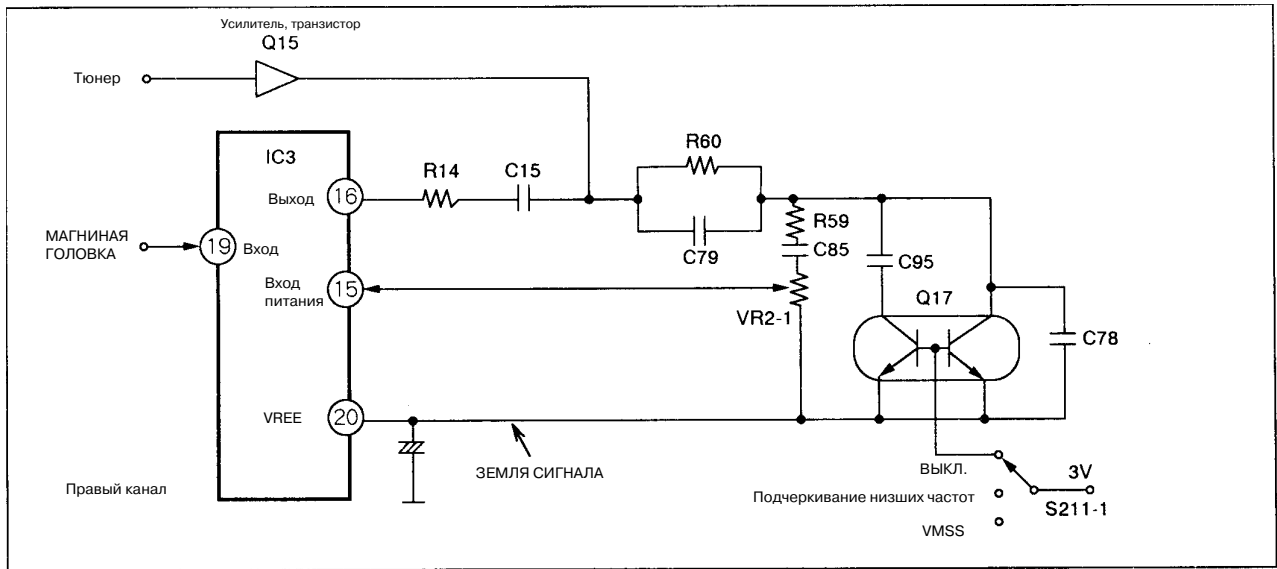 Усилитель, транзистор
Q15
Тюнер
IC3
R14
C15
R60
16
Выход
R59
C79
C85
МАГНИНАЯ
ГОЛОВКА
19
Вход
C95
Вход
питания
15
Q17
VR2-1
C78
VREE
20
ЗЕМЛЯ СИГНАЛА
ВЫКЛ.
3V
Правый канал
Подчеркивание низших частот
S211-1
VMSS